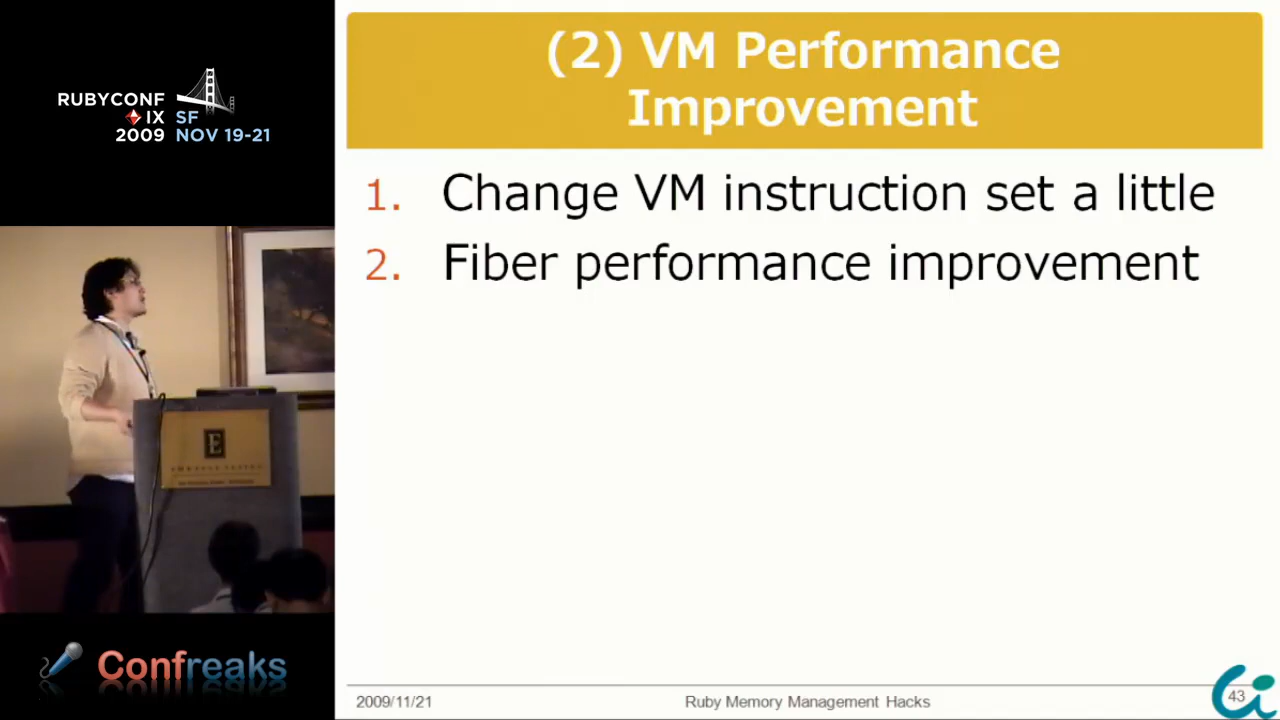 RUBYCONF
IX SF
2009 NOV 19-21
(2) VM Performance
Improvement
1. Change VM instruction set a little
2. Fiber performance improvement
E
Confreaks
2009/11/21 Ruby Memory Management Hacks 43